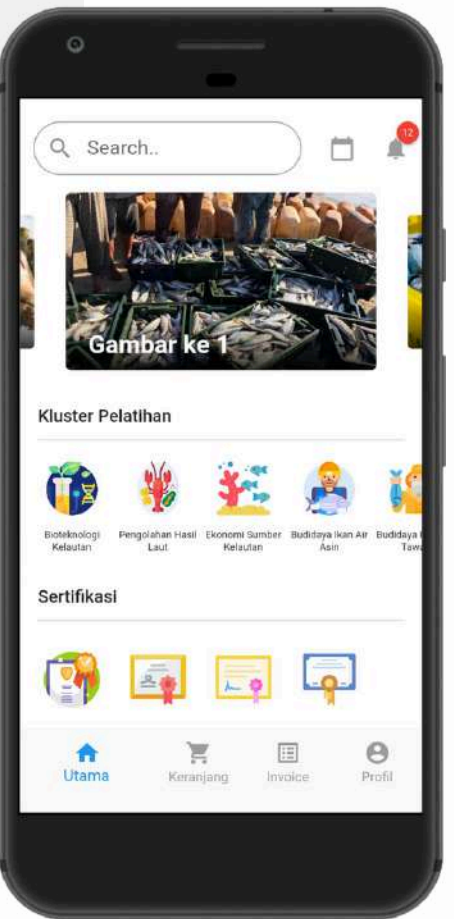 Search..
12
Gambar ke 1
Kluster Pelatihan
Bioteknologi
Kelautan
Pengolahan Hasil
Laut
Ekonomi Sumber
Kelautan
Budidaya Ikan Air
Asin
Budidaya
Taw
Sertifikasi
Utama
Keranjang
Invoice
Profil